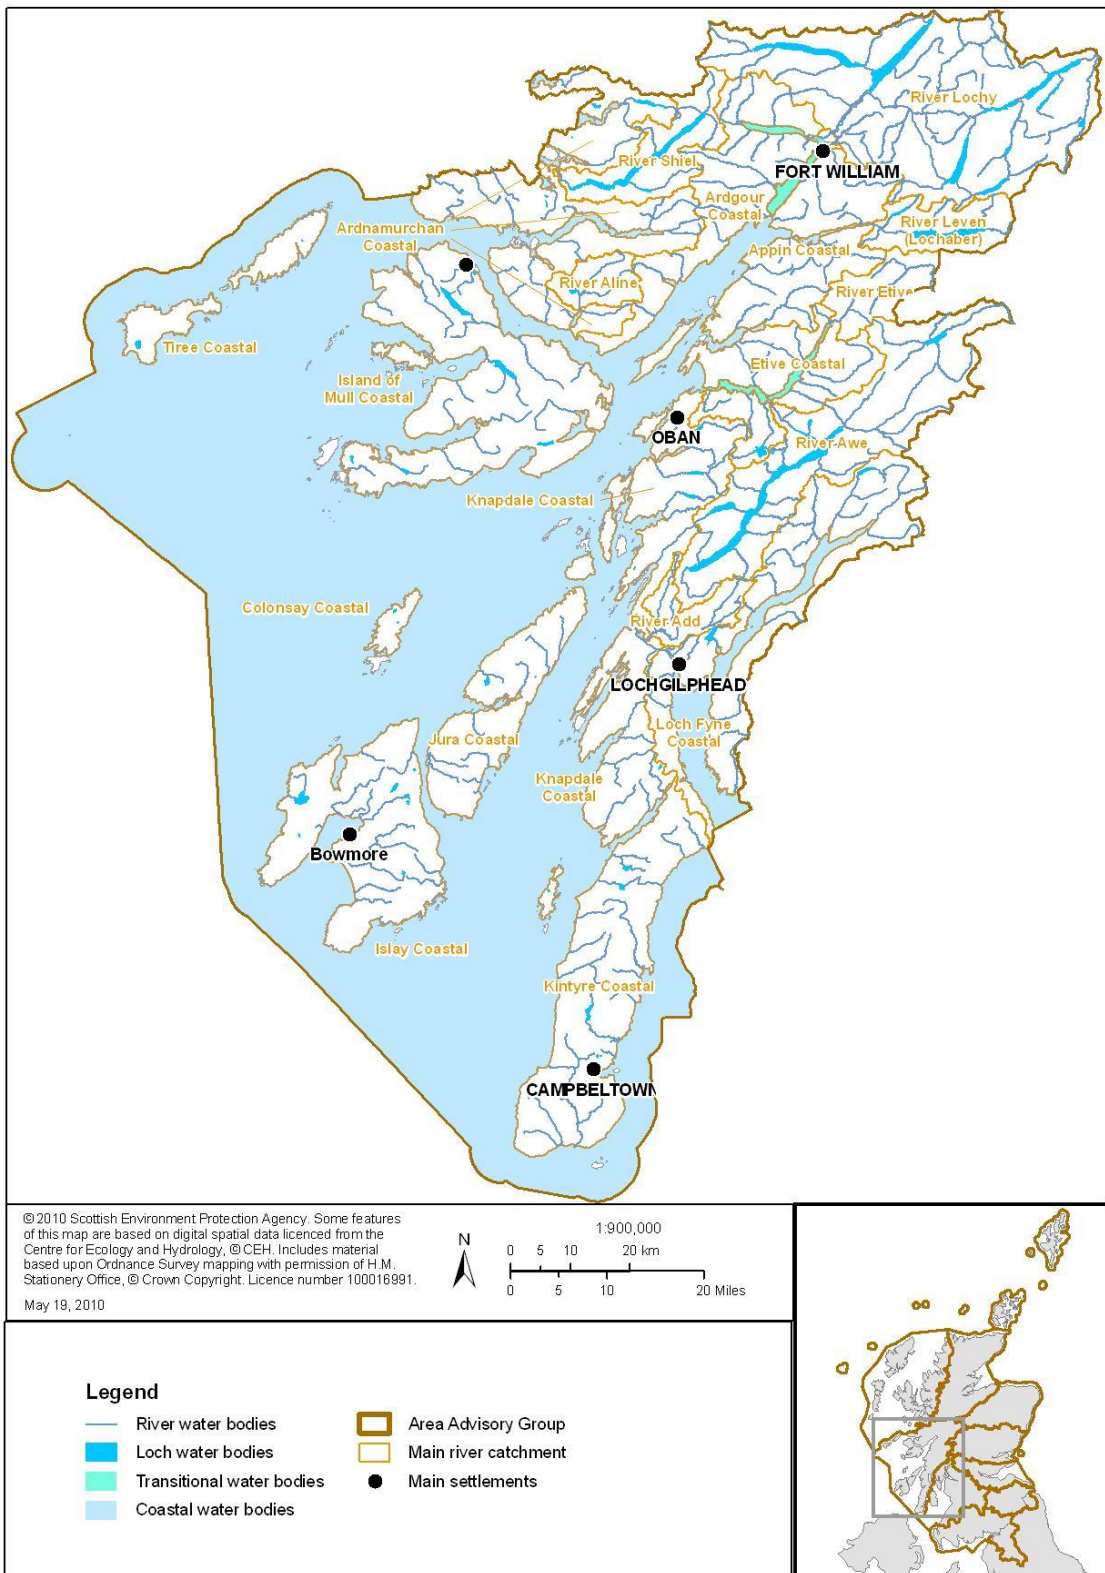 River Lochy
River Shiel
FORT WILLIAM
Ardgour
Coastal
River Leven
(Lochaber)
Ardnamurchan
Coastal
Appin Coastal
River Aline
River Etive
Tiree Coastal
Etive Coastal
Island of
Mull Coastal
OBAN
River Awe
Knapdale Coastal
Colonsay Coastal
River Add
LOCHGILPHEAD
Loch Fyne
Coastal
Jura Coastal
Knapdale
Coastal
Bowmore
Islay Coastal
Kintyre Coastal
CAMPBELTOWN
© 2010 Scottish Environment Protection Agency. Some features
of this map are based on digital spatial data licenced from the
Centre for Ecology and Hydrology, © CEH. Includes material
based upon Ordnance Survey mapping with permission of H.M.
Stationery Office, © Crown Copyright. Licence number 100016991.
May 19, 2010
N
1:900,000
0 5 10 20 km
0 5 10 20 Miles
Legend
River water bodies
Loch water bodies
Transitional water bodies
Coastal water bodies
Area Advisory Group
Main river catchment
Main settlements